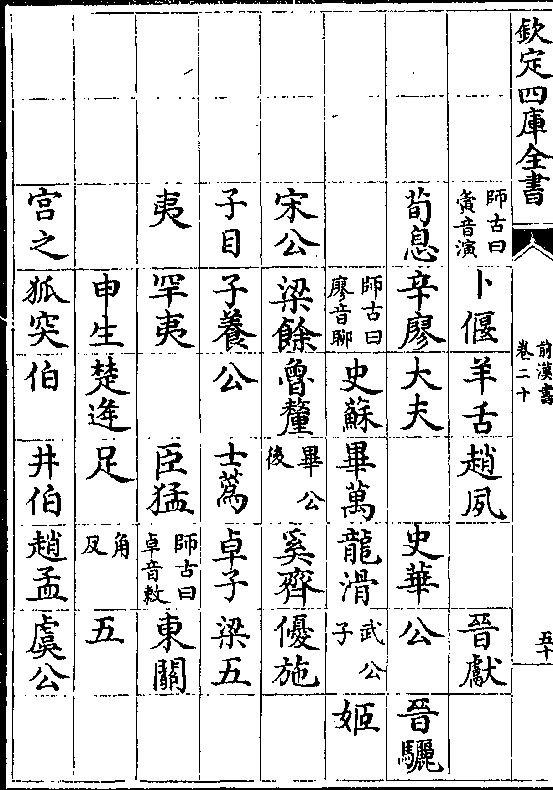 欽定四庫全書
前漢書
卷二十
五十
師古曰
音演
卜偃 羊舌 趙夙 晉獻
荀息 辛廖 大夫 史華 公 晉驪
師古曰
廖音聊
史蘇 畢萬 龍滑 武公
子
姬
宋公 梁餘 魯釐 畢公
後
奚齊 優施
子目 子養 公 士蔿 卓子 梁五
夷 罕夷 臣猛 師古曰
卓音敕
東關
申生 楚逄 足 角
反
五
宮之 狐突 伯 井伯 趙孟 虞公